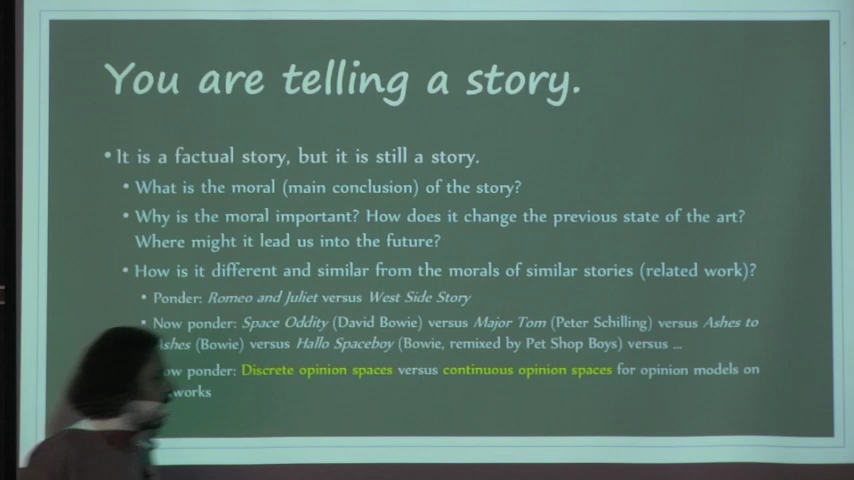 You are telling a story.
• It is a factual story, but it is still a story.
• What is the moral (main conclusion) of the story?
• Why is the moral important? How does it change the previous state of the art?
Where might it lead us into the future?
• How is it different and similar from the morals of similar stories (related work)?
• Ponder: Romeo and Juliet versus West Side Story
• Now ponder: Space Oddity (David Bowie) versus Major Tom (Peter Schilling) versus Ashes to
Ashes (Bowie) versus Hallo Spaceboy (Bowie, remixed by Pet Shop Boys) versus ...
ponder: Discrete opinion spaces versus continuous opinion spaces for opinion models on